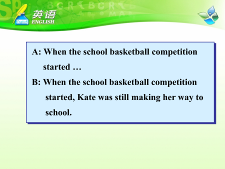 英语
A: When the school basketball competition
started …
B: When the school basketball competition
started, Kate was still making her way to
school.